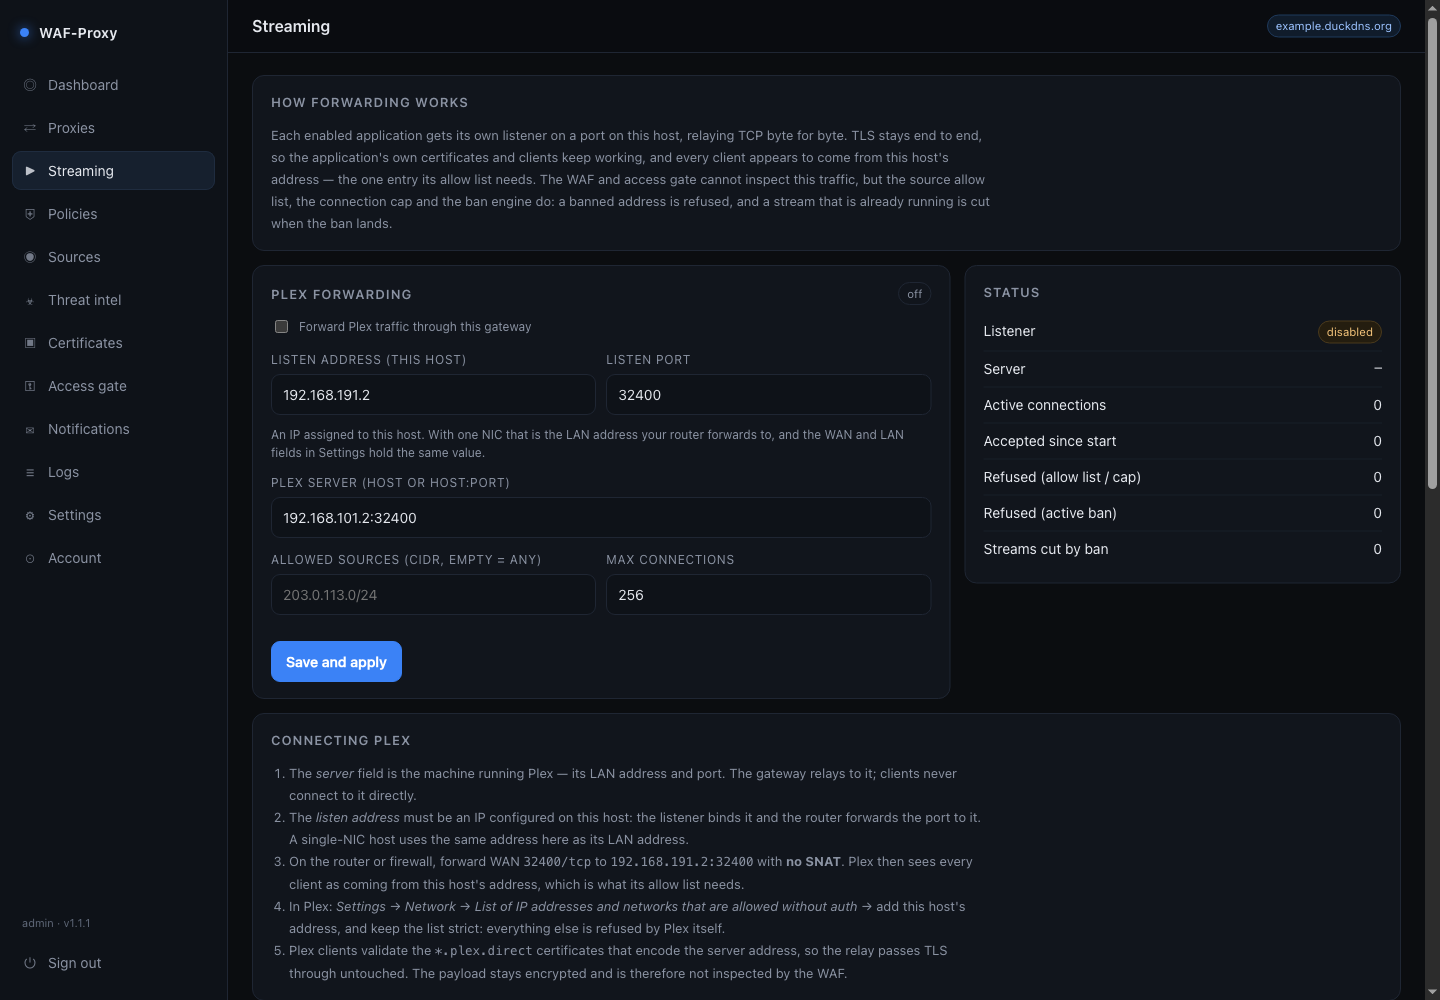 WAF-Proxy
Dashboard
Proxies
Streaming
Policies
Sources
Threat intel
Certificates
Access gate
Notifications
Logs
Settings
Account
admin · v1.1.1
Sign out
Streaming
example.duckdns.org
HOW FORWARDING WORKS
Each enabled application gets its own listener on a port on this host, relaying TCP byte for byte. TLS stays end to end,
so the application's own certificates and clients keep working, and every client appears to come from this host's
address — the one entry its allow list needs. The WAF and access gate cannot inspect this traffic, but the source allow
list, the connection cap and the ban engine do: a banned address is refused, and a stream that is already running is cut
when the ban lands.
PLEX FORWARDING
off
Forward Plex traffic through this gateway
LISTEN ADDRESS (THIS HOST)
LISTEN PORT
192.168.191.2
32400
An IP assigned to this host. With one NIC that is the LAN address your router forwards to, and the WAN and LAN
fields in Settings hold the same value.
PLEX SERVER (HOST OR HOST:PORT)
192.168.101.2:32400
ALLOWED SOURCES (CIDR, EMPTY = ANY)
MAX CONNECTIONS
203.0.113.0/24
256
Save and apply
STATUS
Listener
disabled
Server
–
Active connections
0
Accepted since start
0
Refused (allow list / cap)
0
Refused (active ban)
0
Streams cut by ban
0
CONNECTING PLEX
1. The server field is the machine running Plex — its LAN address and port. The gateway relays to it; clients never
connect to it directly.
2. The listen address must be an IP configured on this host: the listener binds it and the router forwards the port to it.
A single-NIC host uses the same address here as its LAN address.
3. On the router or firewall, forward WAN 32400/tcp to 192.168.191.2:32400 with no SNAT. Plex then sees every
client as coming from this host's address, which is what its allow list needs.
4. In Plex: Settings → Network → List of IP addresses and networks that are allowed without auth → add this host's
address, and keep the list strict: everything else is refused by Plex itself.
5. Plex clients validate the *.plex.direct certificates that encode the server address, so the relay passes TLS
through untouched. The payload stays encrypted and is therefore not inspected by the WAF.